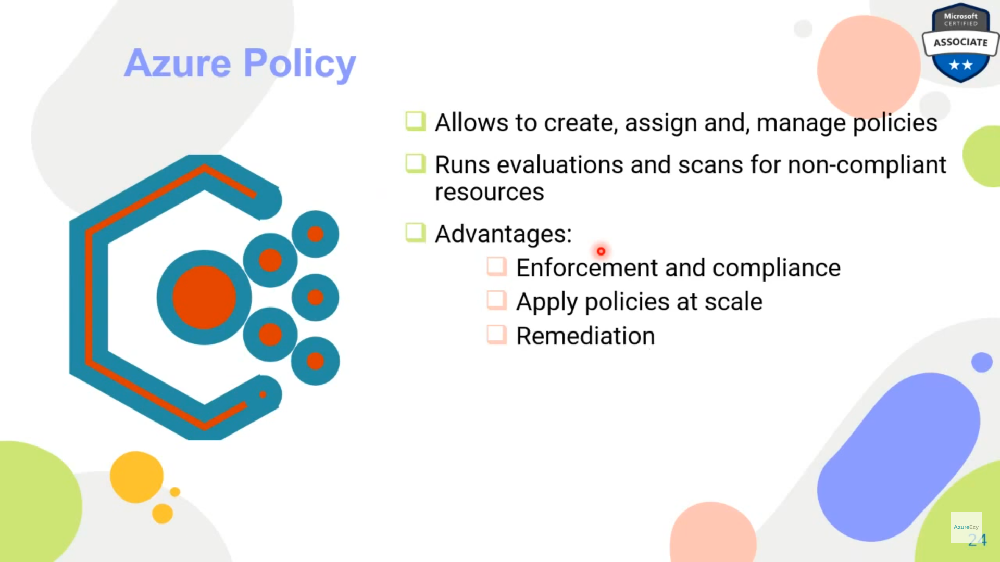 Microsoft
CERTIFIED
ASSOCIATE
Azure Policy
Allows to create, assign and, manage policies
Runs evaluations and scans for non-compliant
resources
Advantages:
Enforcement and compliance
Apply policies at scale
Remediation
AzureEzy
24